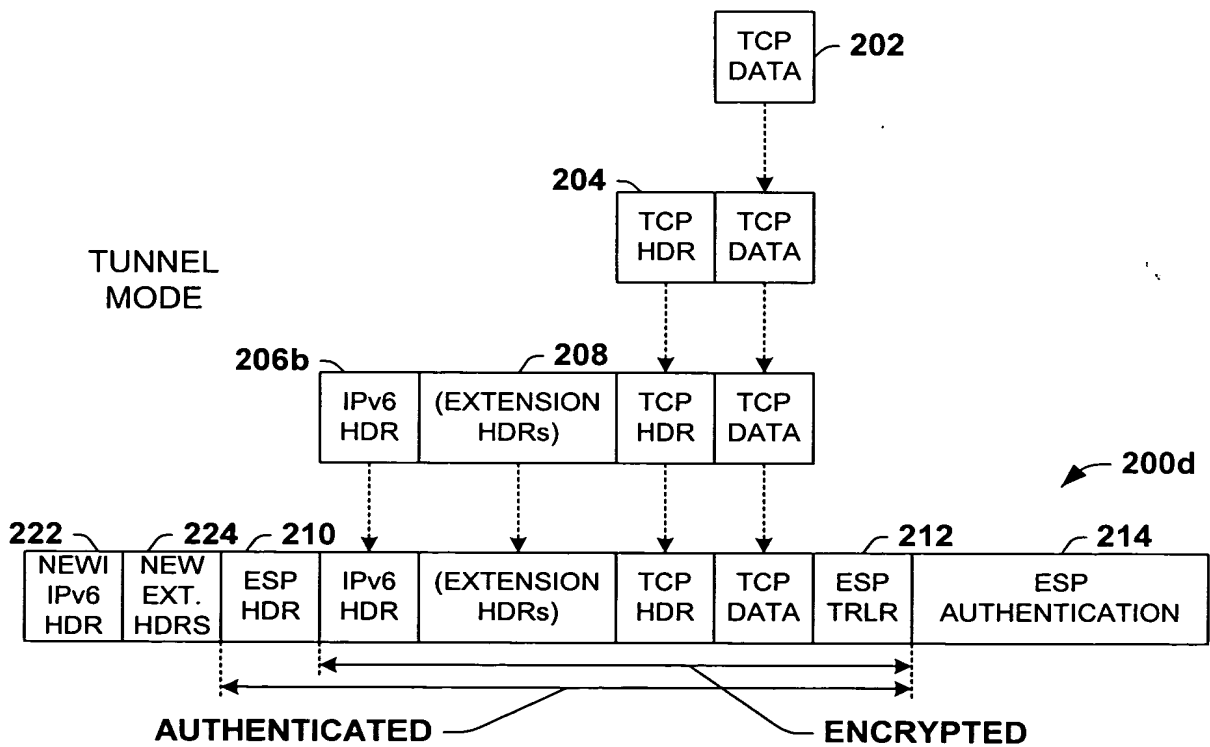 TCP
DATA
202
204
TCP
HDR
TCP
DATA
TUNNEL
MODE
206b
208
IPv6
HDR
(EXTENSION
HDRs)
TCP
HDR
TCP
DATA
200d
222
224
210
212
214
NEWI
IPv6
HDR
NEW
EXT.
HDRS
ESP
HDR
IPv6
HDR
(EXTENSION
HDRs)
TCP
HDR
TCP
DATA
ESP
TRLR
ESP
AUTHENTICATION
AUTHENTICATED
ENCRYPTED